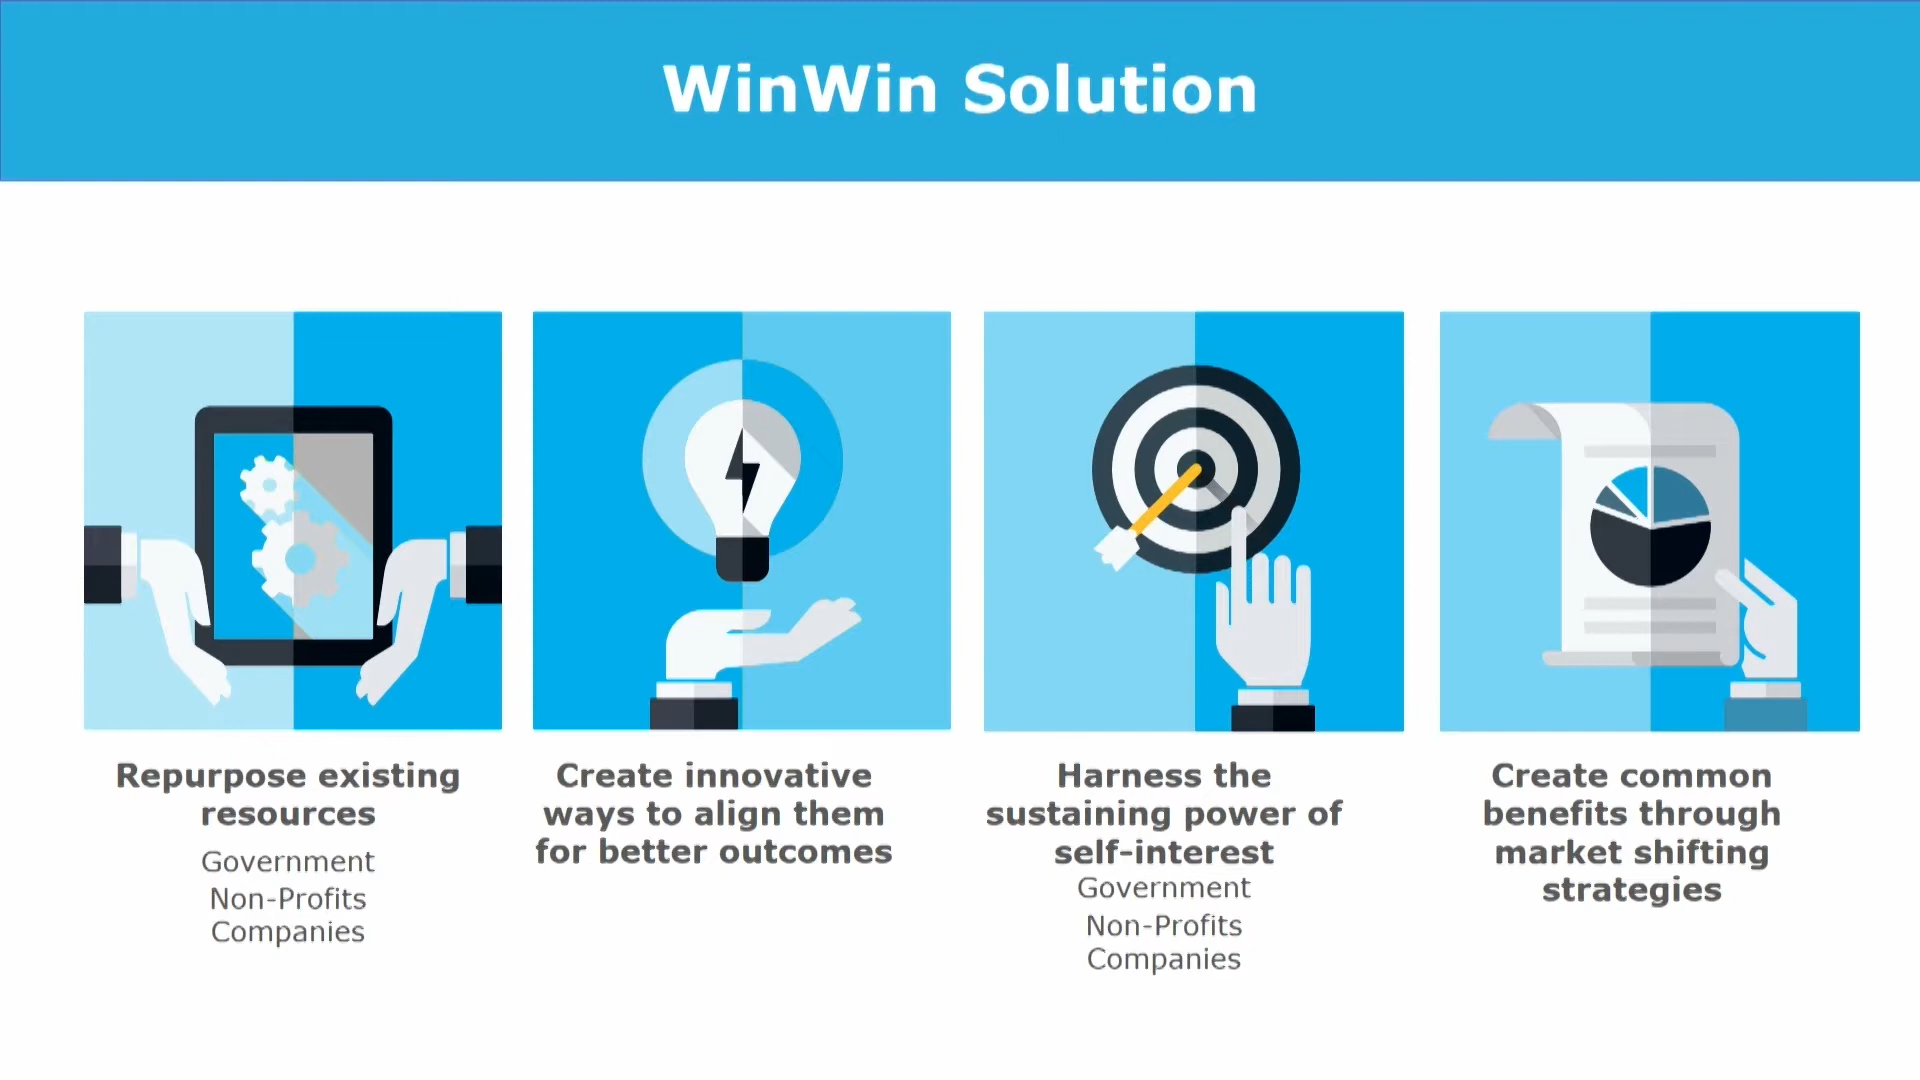 WinWin Solution
Repurpose existing
resources
Government
Non-Profits
Companies
Create innovative
ways to align them
for better outcomes
Harness the
sustaining power of
self-interest
Government
Non-Profits
Companies
Create common
benefits through
market shifting
strategies